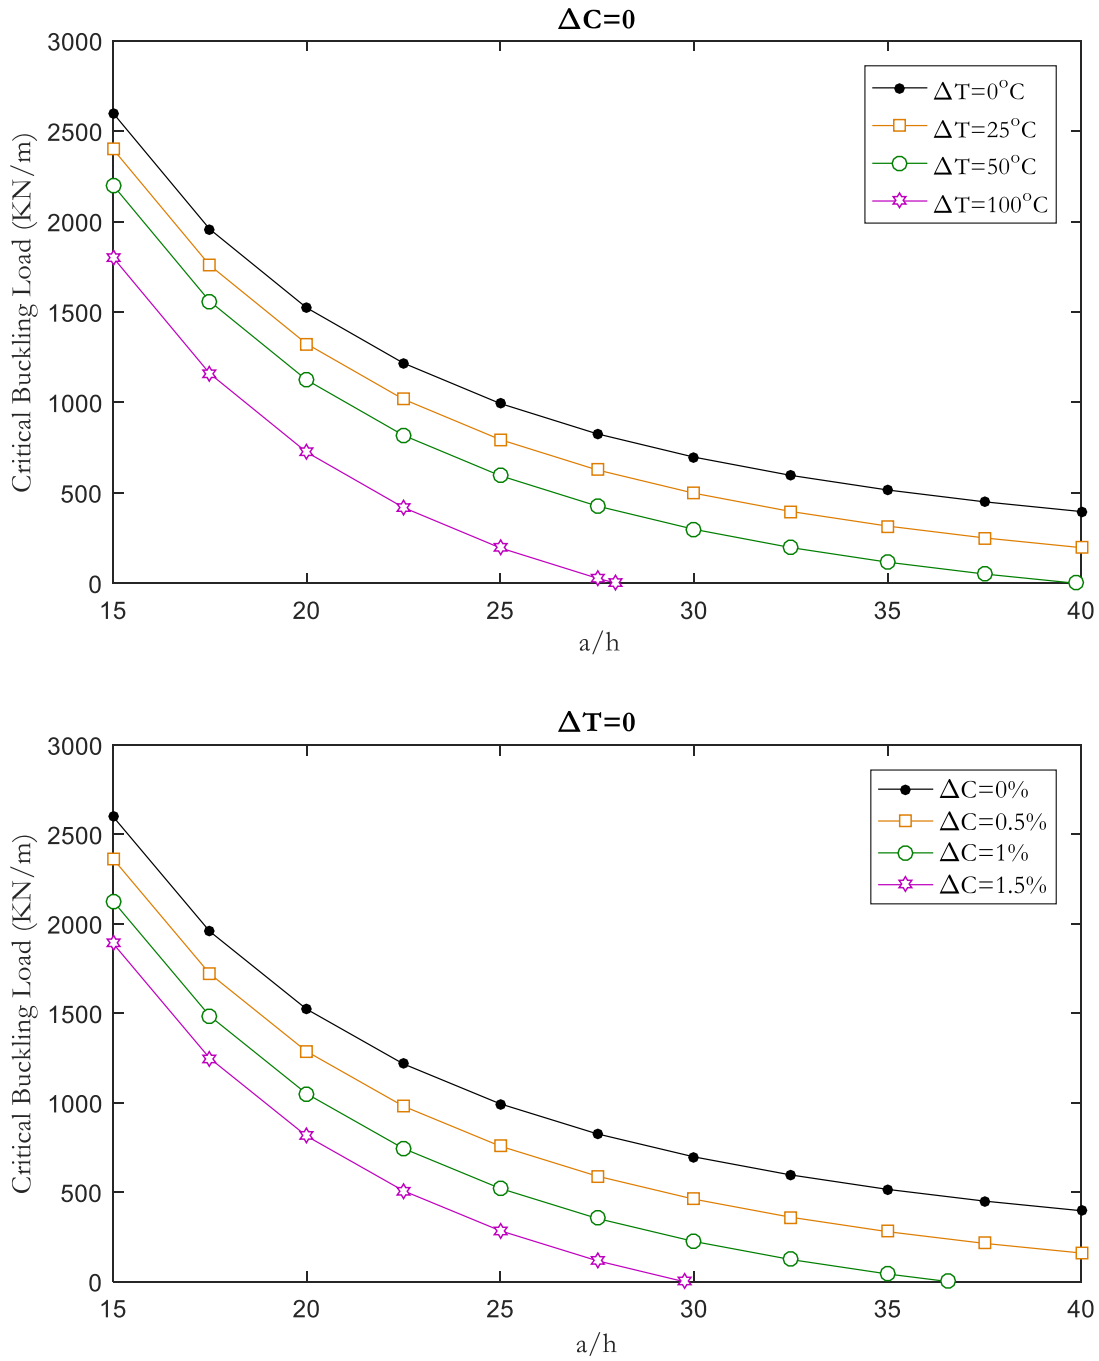 ΔC=0
3000
2500
2000
1500
1000
500
0
Critical Buckling Load (KN/m)
ΔT=0°C
ΔT=25°C
ΔT=50°C
ΔT=100°C
15 20 25 30 35 40
a/h
ΔT=0
3000
2500
2000
1500
1000
500
0
Critical Buckling Load (KN/m)
ΔC=0%
ΔC=0.5%
ΔC=1%
ΔC=1.5%
15 20 25 30 35 40
a/h